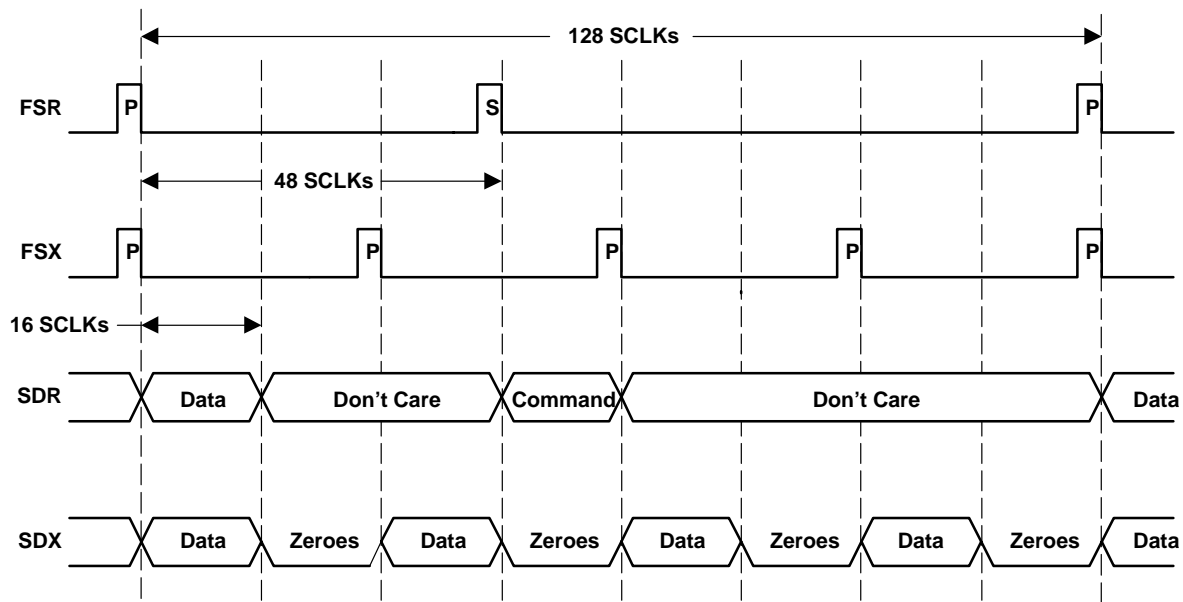 128 SCLKs
FSR P S P
48 SCLKs
FSX P P P P P
16 SCLKs
SDR Data Don't Care Command Don't Care Data
SDX Data Zeroes Data Zeroes Data Zeroes Data Zeroes Data